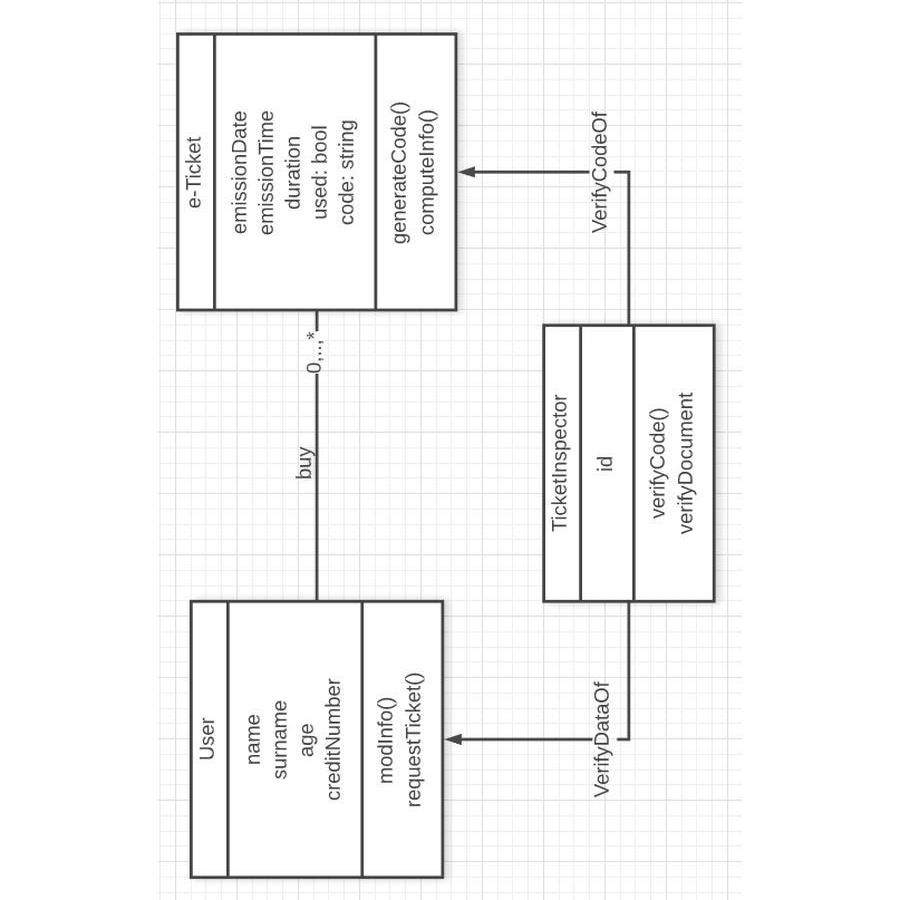 User
name
surname
age
creditNumber
modInfo()
requestTicket()
buy
0,..,*
e-Ticket
emissionDate
emissionTime
duration
used: bool
code: string
generateCode()
computeInfo()
VerifyDataOf
TicketInspector
id
verifyCode()
verifyDocument
VerifyCodeOf